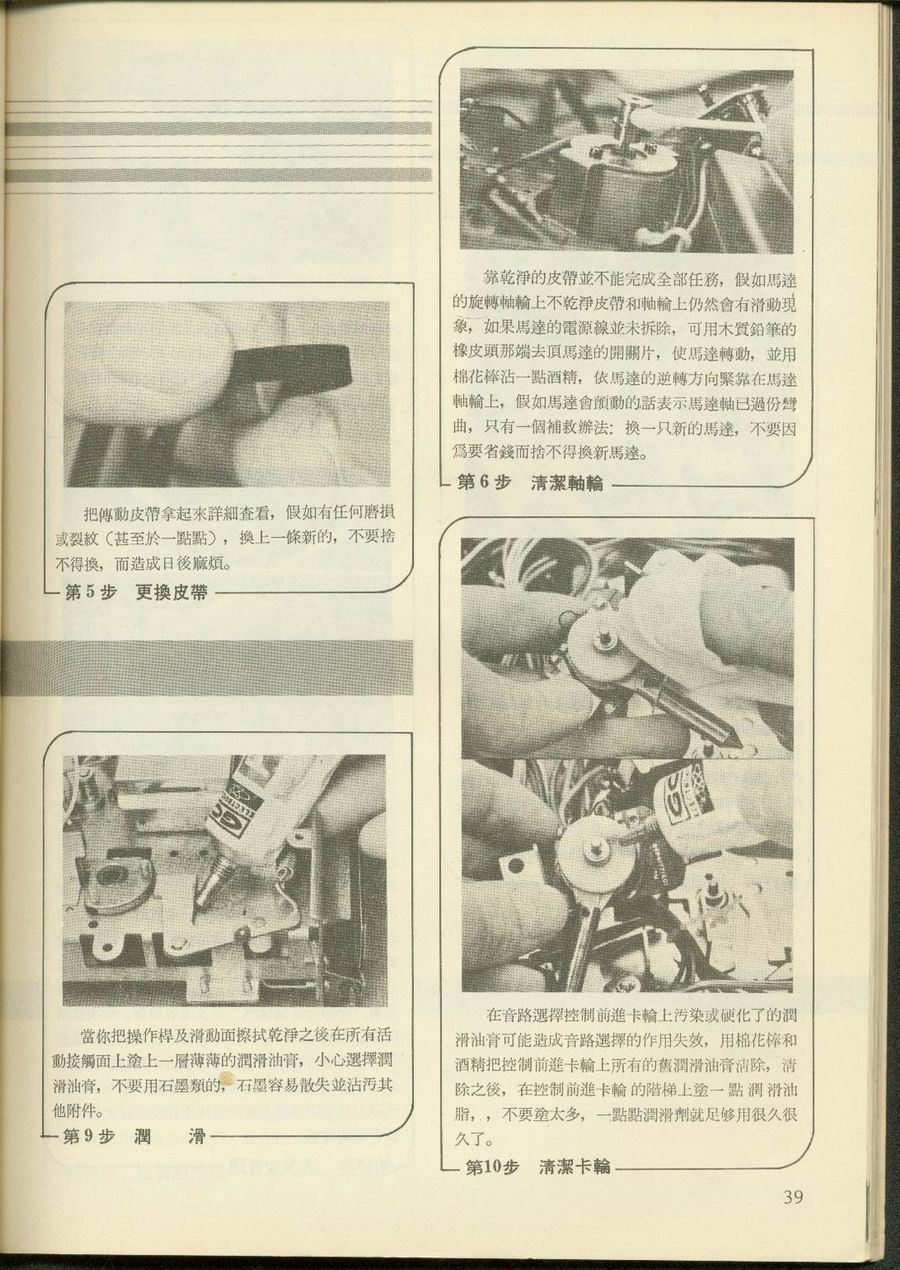 把傳動皮帶拿起來詳細查看，假如有任何磨損
或裂紋（甚至於一點點），換上一條新的，不要捨
不得換，而造成日後麻煩。
第5步　更換皮帶
靠乾淨的皮帶並不能完成全部任務，假如馬達
的旋轉軸輪上不乾淨皮帶和軸輪上仍然會有滑動現
象，如果馬達的電源線並未拆除，可用木質鉛筆的
橡皮頭那端去頂馬達的開關片，使馬達轉動，並用
棉花棒沾一點酒精，依馬達的逆轉方向緊靠在馬達
軸輪上，假如馬達會顫動的話表示馬達軸已過份彎
曲，只有一個補救辦法：換一只新的馬達，不要因
爲要省錢而捨不得換新馬達。
第6步　清潔軸輪
GC
當你把操作桿及滑動面擦拭乾淨之後在所有活
動接觸面上塗上一層薄薄的潤滑油膏，小心選擇潤
滑油膏，不要用石墨類的，石墨容易散失並沾汚其
他附件。
第9步　潤　　滑
GC
在音路選擇控制前進卡輪上汚染或硬化了的潤
滑油膏可能造成音路選擇的作用失效，用棉花棒和
酒精把控制前進卡輪上所有的舊潤滑油膏清除，清
除之後，在控制前進卡輪的階梯上塗一點潤滑油
脂，，不要塗太多，一點點潤滑劑就足够用很久很
久了。
第10步　清潔卡輪
39